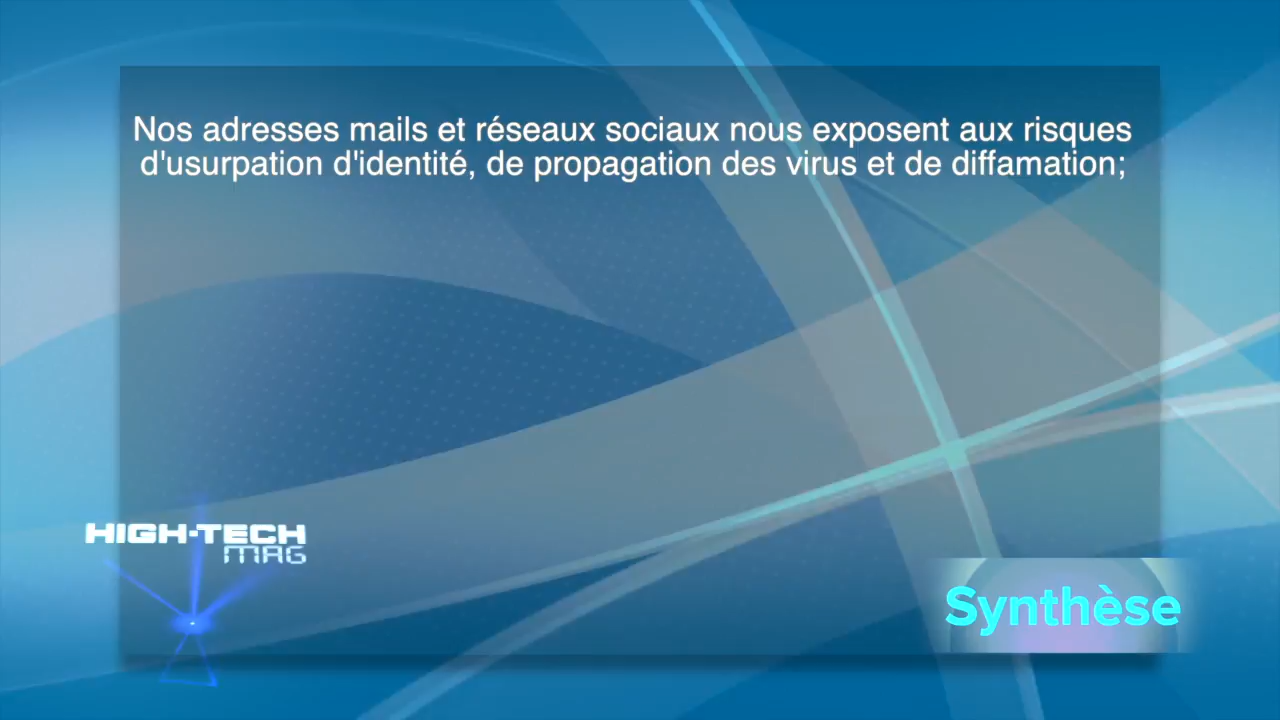 Nos adresses mails et réseaux sociaux nous exposent aux risques
d'usurpation d'identité, de propagation des virus et de diffamation;
HIGH-TECH
MAG
Synthèse